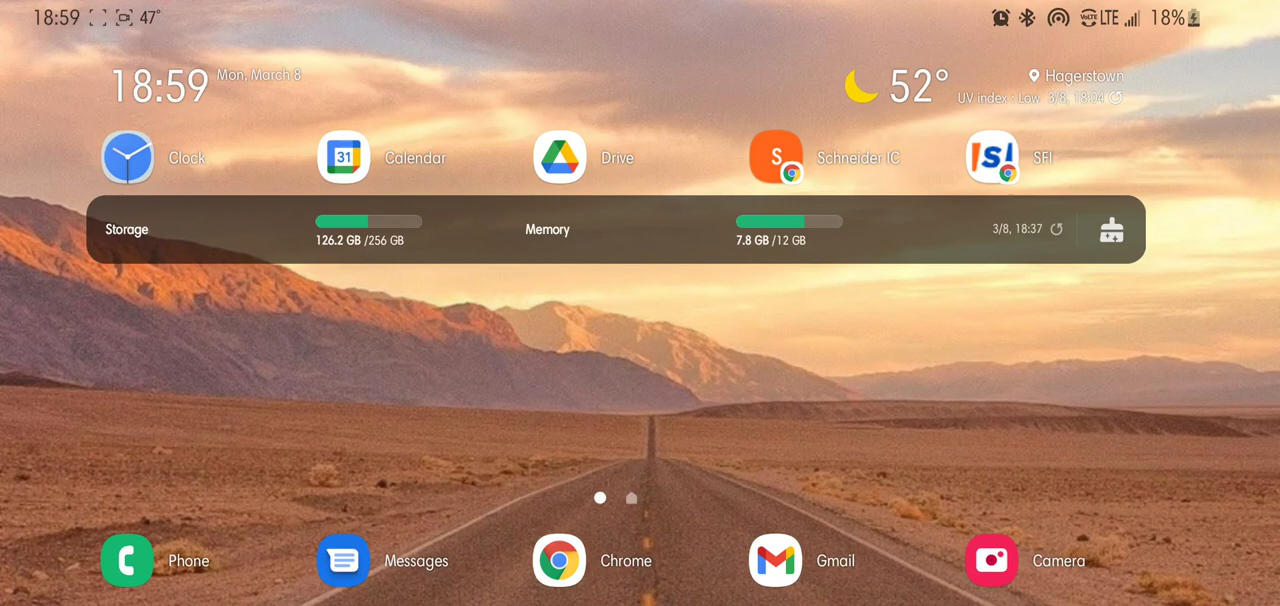 18:59 47° VoLTE LTE 18%
18:59 Mon, March 8 52° Hagerstown
UV index : Low 3/8, 18:04
Clock 31 Calendar Drive S Schneider IC SFI
Storage 126.2 GB /256 GB Memory 7.8 GB /12 GB 3/8, 18:37
Phone Messages Chrome Gmail Camera